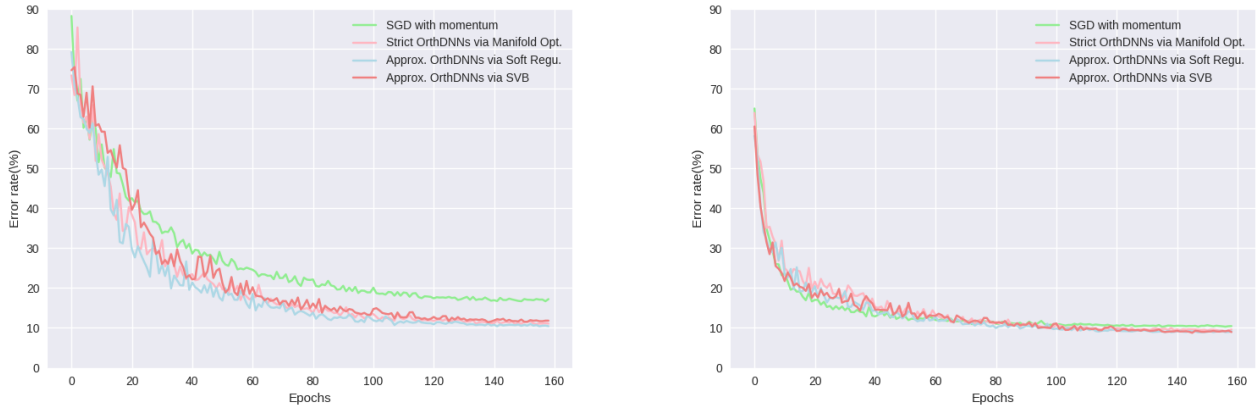 90
80
70
60
50
40
30
20
10
0
Error rate(\%)
0 20 40 60 80 100 120 140 160
Epochs
SGD with momentum
Strict OrthDNNs via Manifold Opt.
Approx. OrthDNNs via Soft Regu.
Approx. OrthDNNs via SVB
90
80
70
60
50
40
30
20
10
0
Error rate(\%)
0 20 40 60 80 100 120 140 160
Epochs
SGD with momentum
Strict OrthDNNs via Manifold Opt.
Approx. OrthDNNs via Soft Regu.
Approx. OrthDNNs via SVB